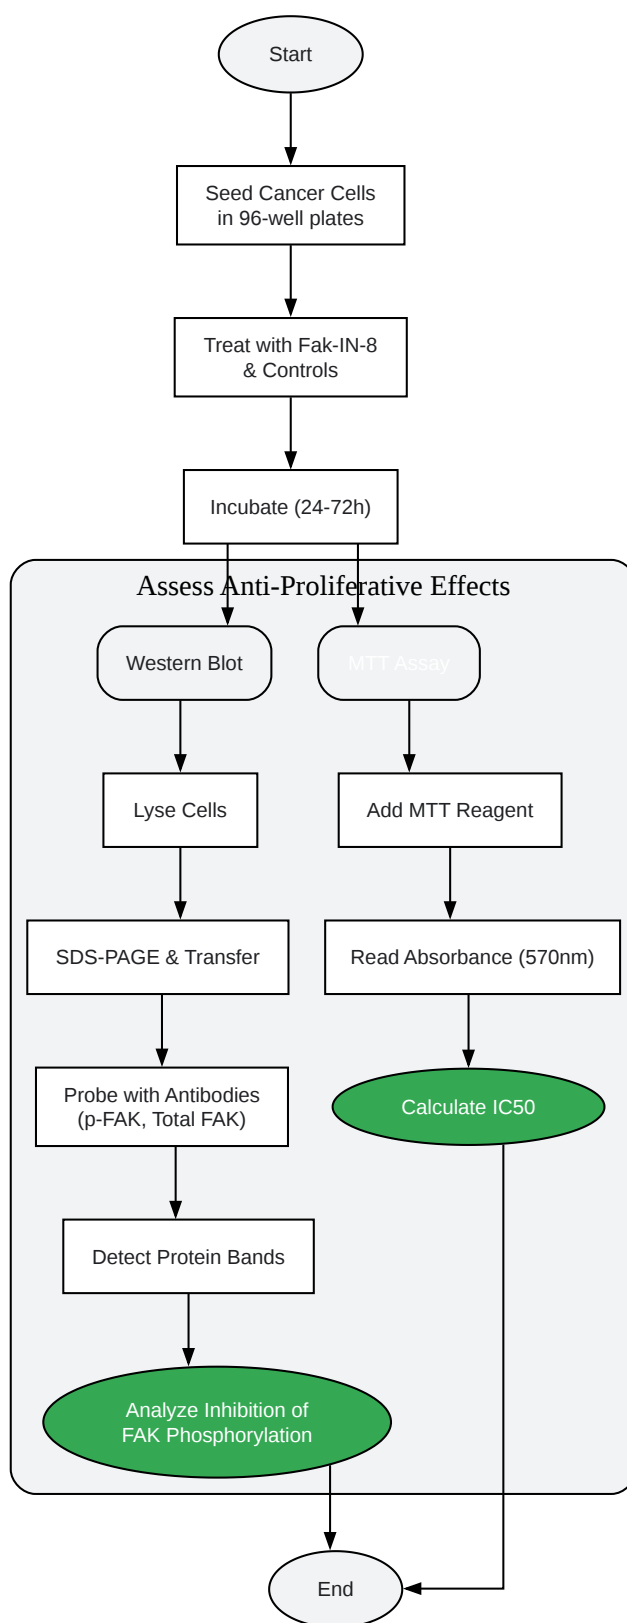 Start
Seed Cancer Cells
in 96-well plates
Treat with Fak-IN-8
& Controls
Incubate (24-72h)
Assess Anti-Proliferative Effects
Western Blot
MTT Assay
Lyse Cells
Add MTT Reagent
SDS-PAGE & Transfer
Read Absorbance (570nm)
Probe with Antibodies
(p-FAK, Total FAK)
Calculate IC50
Detect Protein Bands
Analyze Inhibition of
FAK Phosphorylation
End